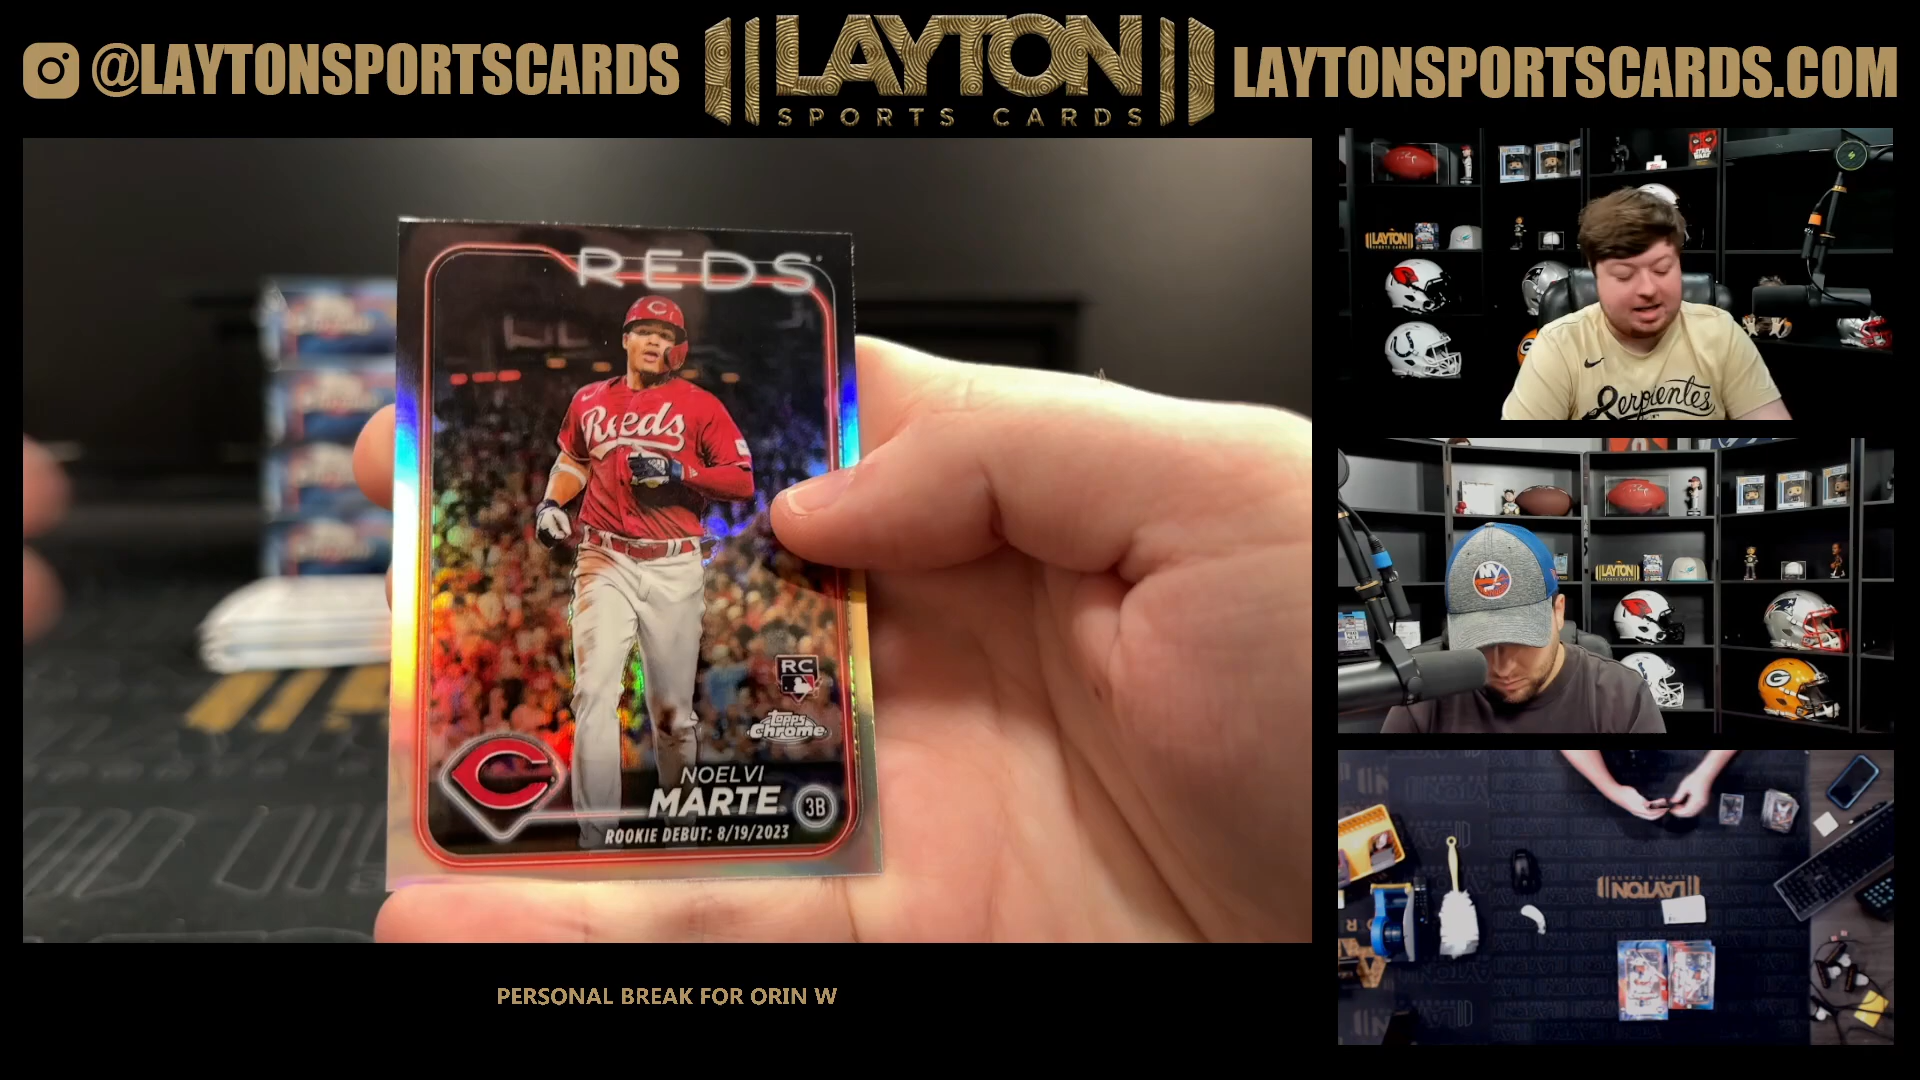 @LAYTONSPORTSCARDS
LAYTON
SPORTS CARDS
LAYTONSPORTSCARDS.COM
REDS
Reds
RC
Topps
Chrome
NOELVI
MARTE
3B
ROOKIE DEBUT: 8/19/2023
PERSONAL BREAK FOR ORIN W
LAYTON
Serpientes
NY
LAYTON
LAYTON